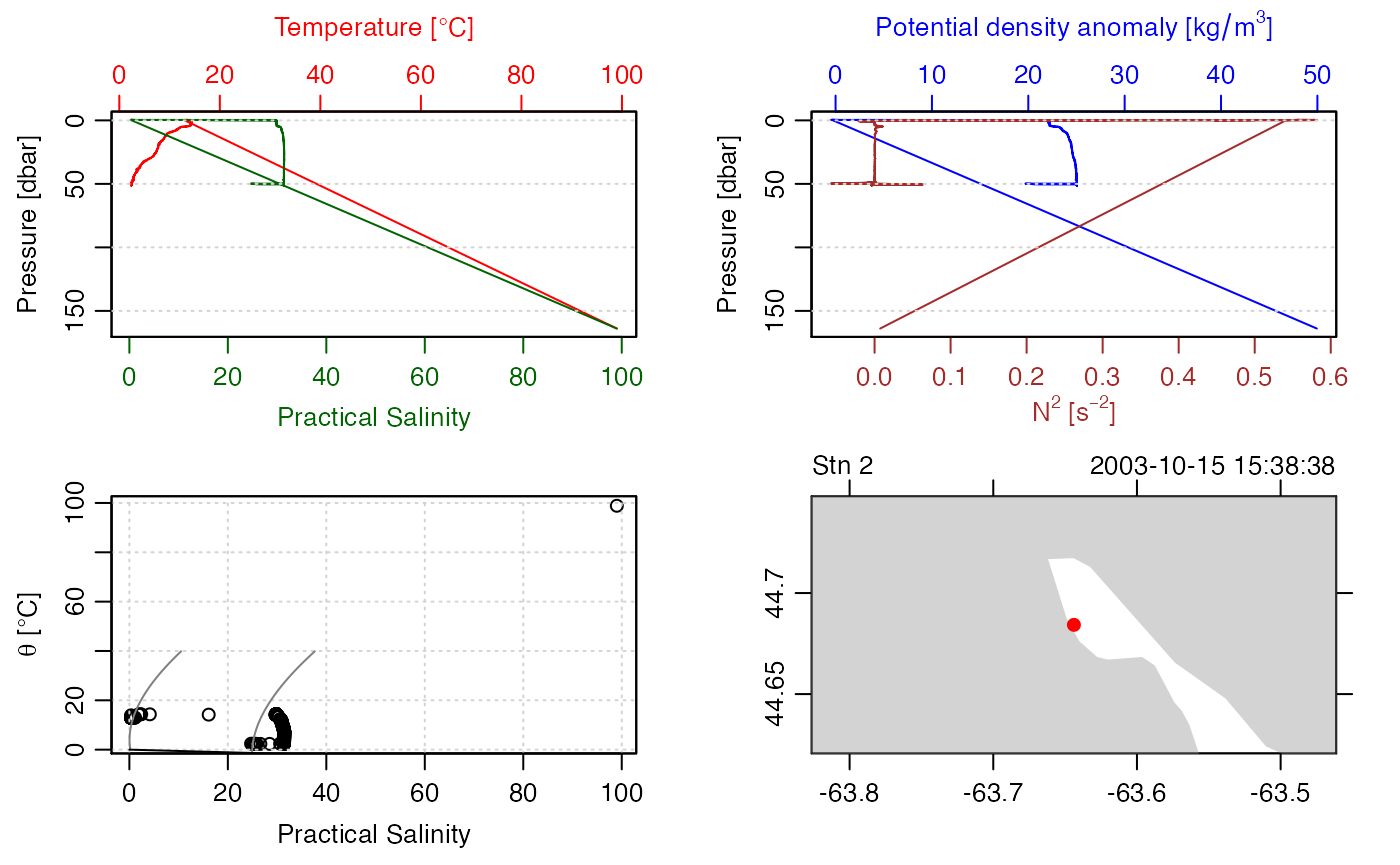 Temperature [°C]
0 20 40 60 80 100
Pressure [dbar]
0 50 150
0 20 40 60 80 100
Practical Salinity
Potential density anomaly [kg/m³]
0 10 20 30 40 50
Pressure [dbar]
0 50 150
0.0 0.1 0.2 0.3 0.4 0.5 0.6
N² [s⁻²]
θ [°C]
0 20 60 100
0 20 40 60 80 100
Practical Salinity
Stn 2 2003-10-15 15:38:38
44.65 44.7
-63.8 -63.7 -63.6 -63.5